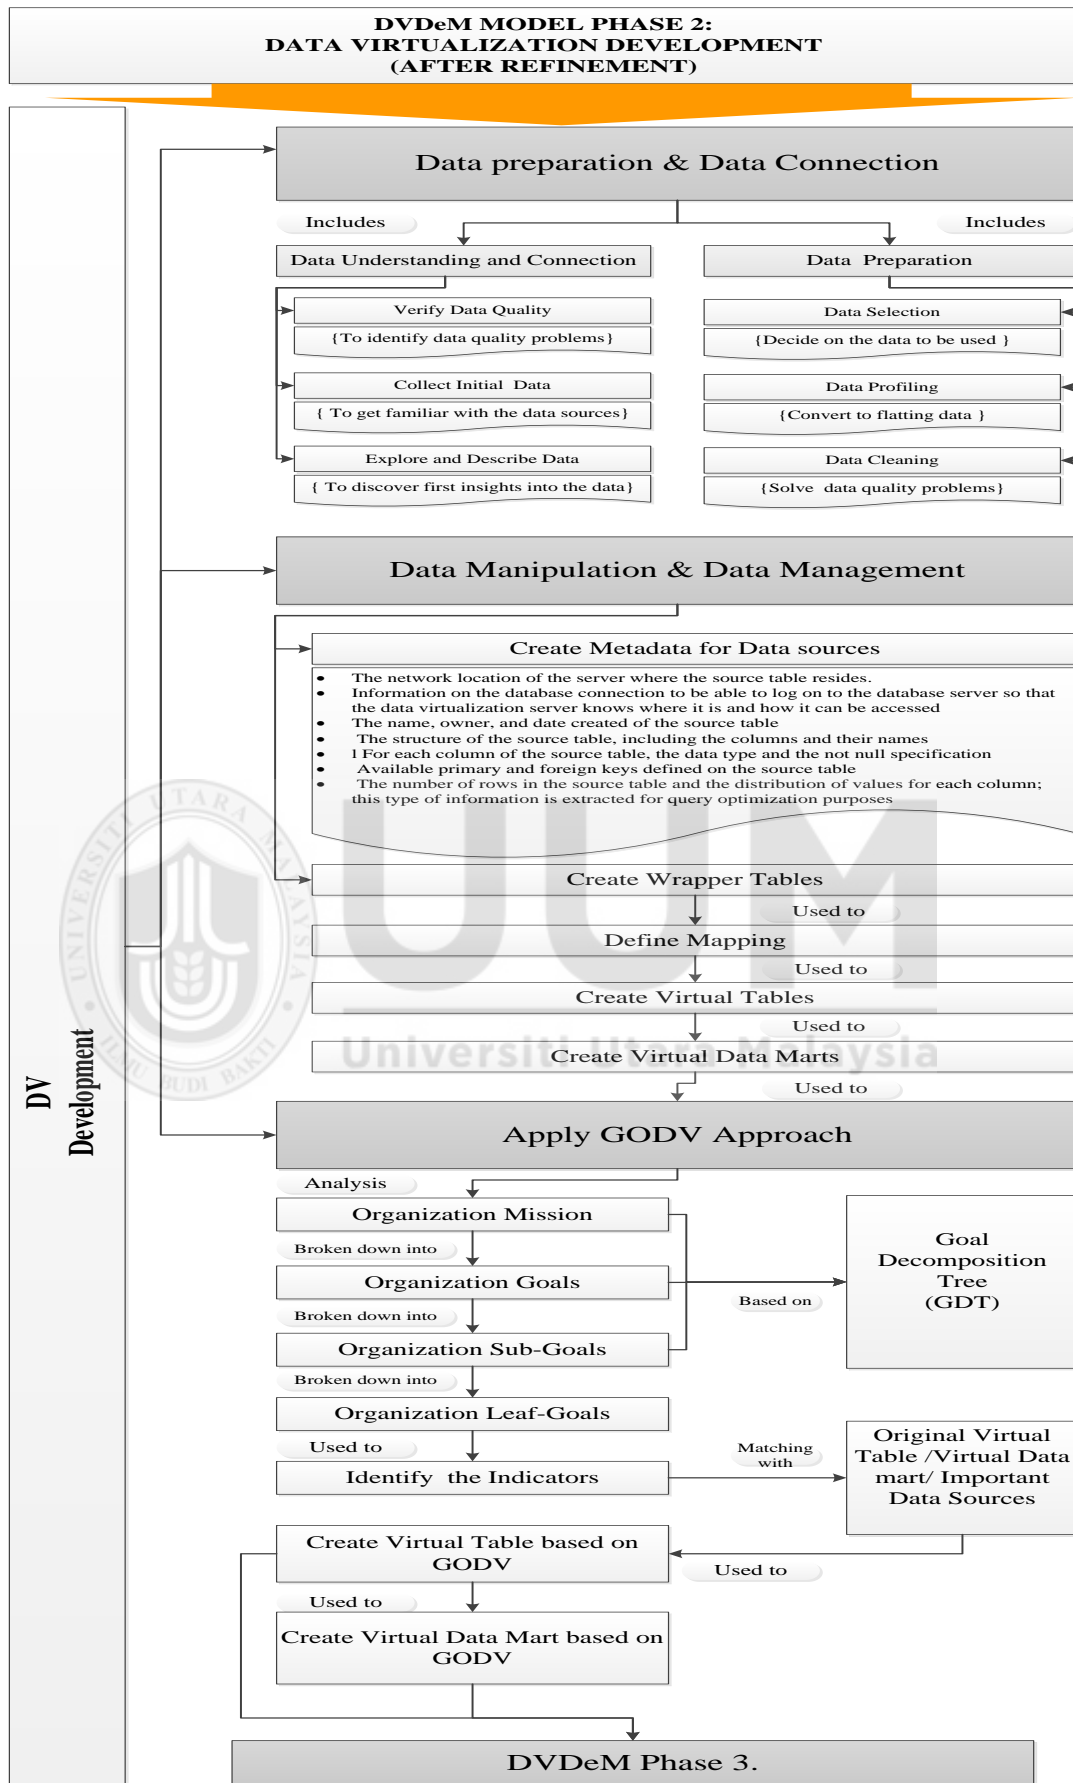 DVDeM MODEL PHASE 2:
DATA VIRTUALIZATION DEVELOPMENT
(AFTER REFINEMENT)
DV
Development
Data preparation & Data Connection
Includes
Includes
Data Understanding and Connection
Verify Data Quality
{To identify data quality problems}
Collect Initial Data
{ To get familiar with the data sources}
Explore and Describe Data
{ To discover first insights into the data}
Data Preparation
Data Selection
{Decide on the data to be used }
Data Profiling
{Convert to flatting data }
Data Cleaning
{Solve data quality problems}
Data Manipulation & Data Management
Create Metadata for Data sources
• The network location of the server where the source table resides.
• Information on the database connection to be able to log on to the database server so that
the data virtualization server knows where it is and how it can be accessed
• The name, owner, and date created of the source table
• The structure of the source table, including the columns and their names
• l For each column of the source table, the data type and the not null specification
• Available primary and foreign keys defined on the source table
• The number of rows in the source table and the distribution of values for each column;
this type of information is extracted for query optimization purposes
Create Wrapper Tables
Used to
Define Mapping
Used to
Create Virtual Tables
Used to
Create Virtual Data Marts
Used to
UNIVERSITI UTARA MALAYSIA
ILMU BUDI BAKTI
UUM
Universiti Utara Malaysia
Apply GODV Approach
Analysis
Organization Mission
Broken down into
Organization Goals
Broken down into
Organization Sub-Goals
Broken down into
Organization Leaf-Goals
Used to
Identify the Indicators
Based on
Goal
Decomposition
Tree
(GDT)
Matching
with
Original Virtual
Table /Virtual Data
mart/ Important
Data Sources
Used to
Create Virtual Table based on
GODV
Used to
Create Virtual Data Mart based on
GODV
DVDeM Phase 3.